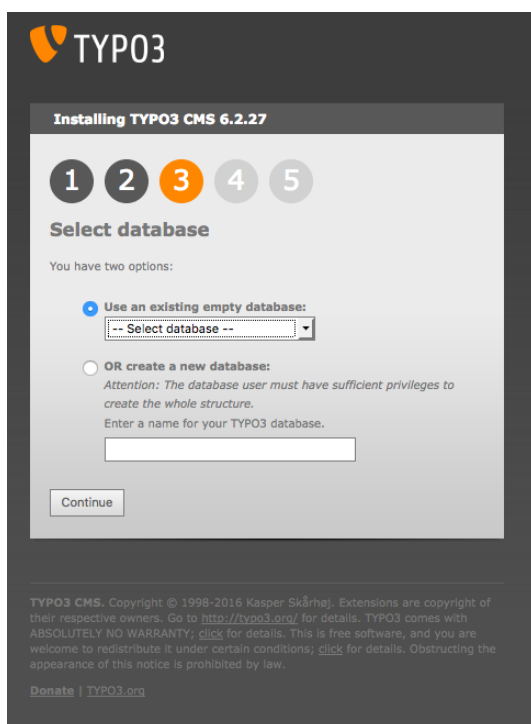 TYPO3
Installing TYPO3 CMS 6.2.27
1 2 3 4 5
Select database
You have two options:
Use an existing empty database:
-- Select database --
OR create a new database:
Attention: The database user must have sufficient privileges to
create the whole structure.
Enter a name for your TYPO3 database.
Continue
TYPO3 CMS. Copyright © 1998-2016 Kasper Skårhøj. Extensions are copyright of
their respective owners. Go to http://typo3.org/ for details. TYPO3 comes with
ABSOLUTELY NO WARRANTY; click for details. This is free software, and you are
welcome to redistribute it under certain conditions; click for details. Obstructing the
appearance of this notice is prohibited by law.
Donate | TYPO3.org